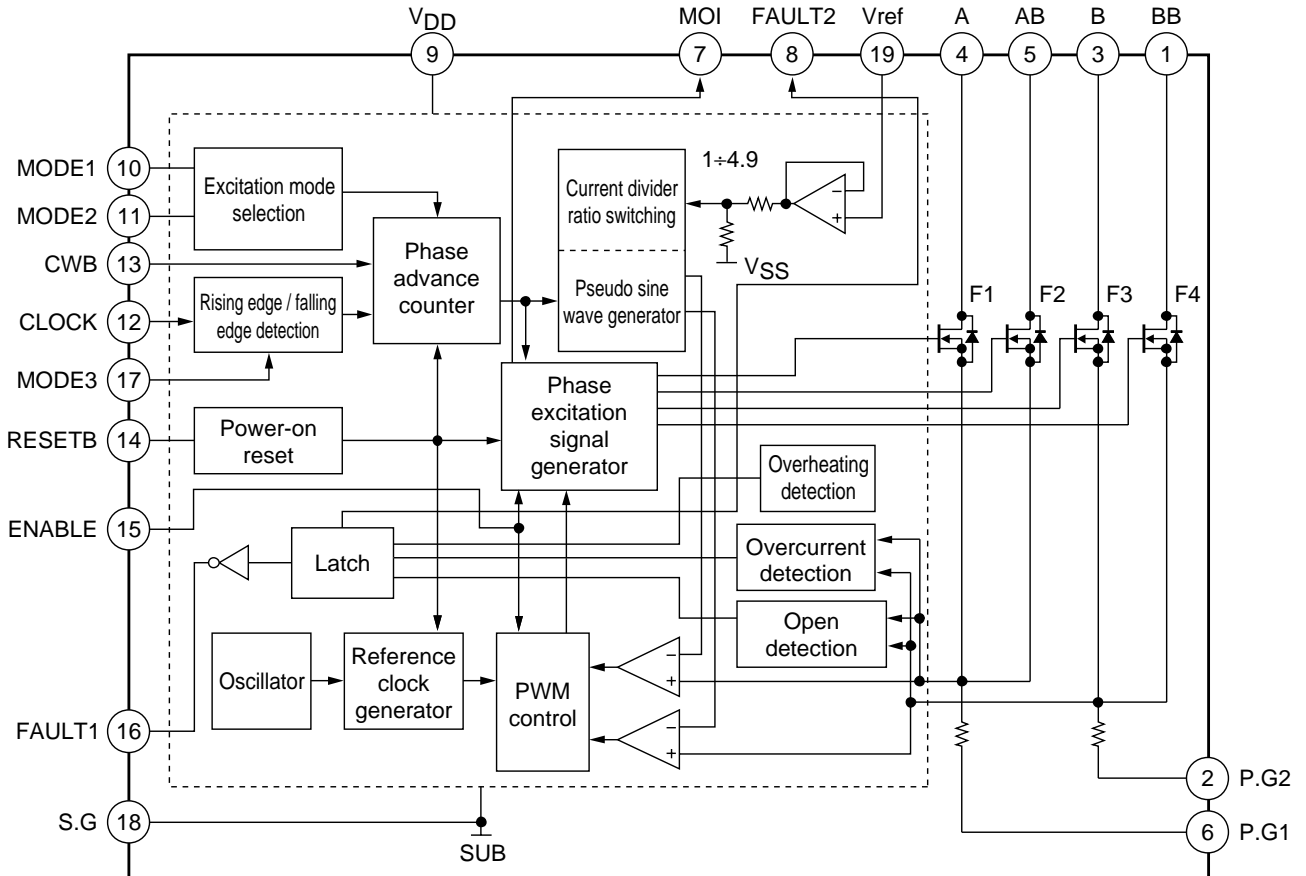 VDD
MOI
FAULT2
Vref
A
AB
B
BB
9
7
8
19
4
5
3
1
MODE1
10
MODE2
11
CWB
13
CLOCK
12
MODE3
17
RESETB
14
ENABLE
15
FAULT1
16
S.G
18
Excitation mode
selection
Phase
advance
counter
Rising edge / falling
edge detection
Power-on
reset
Current divider
ratio switching
Pseudo sine
wave generator
1÷4.9
−
+
VSS
F1
F2
F3
F4
Phase
excitation
signal
generator
Overheating
detection
Latch
Overcurrent
detection
Open
detection
Oscillator
Reference
clock
generator
PWM
control
−
+
−
+
2
P.G2
6
P.G1
SUB